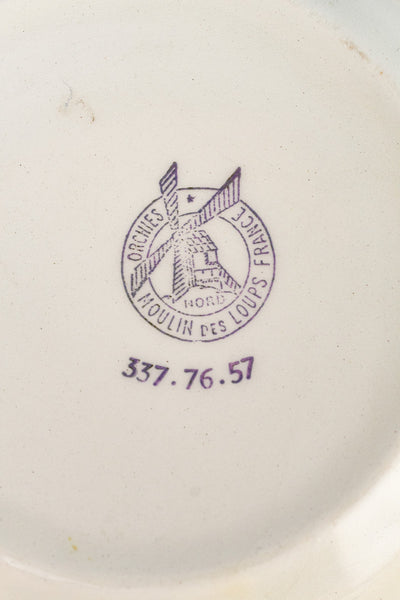 ORCHIES ★ FRANCE
NORD
MOULIN DES LOUPS
337.76.57